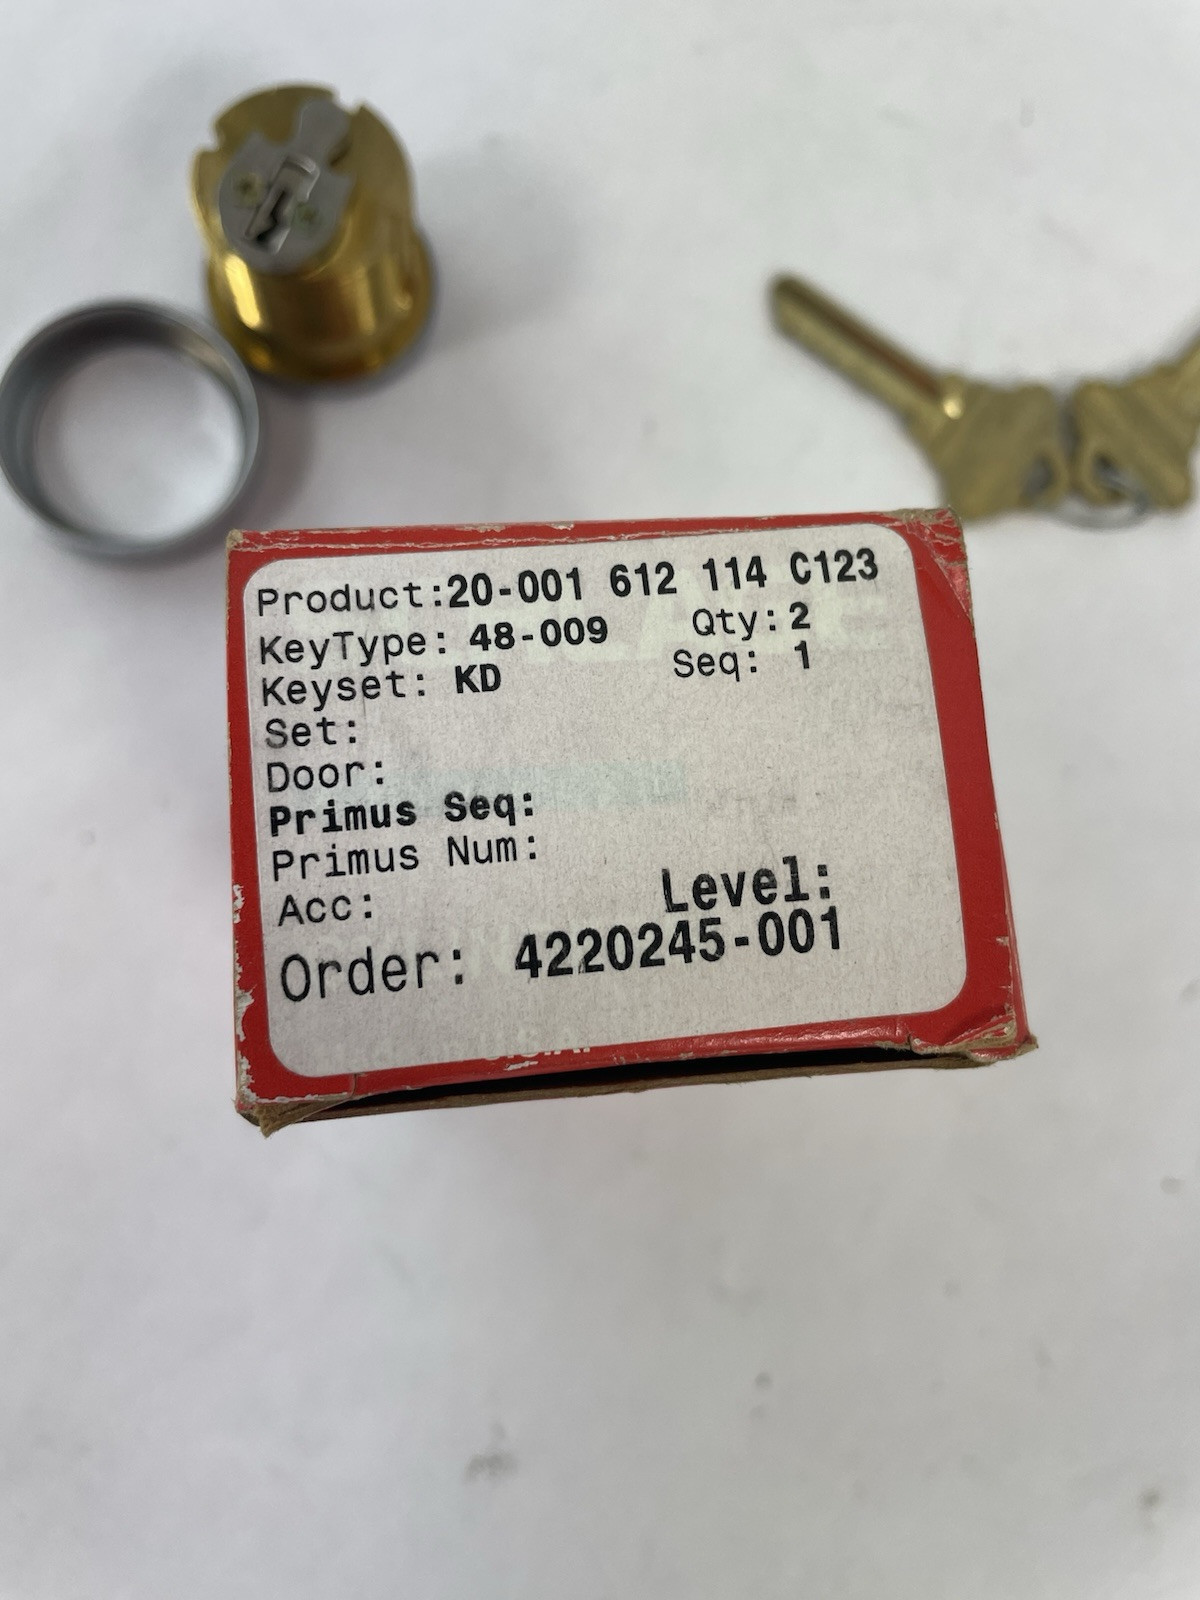 Product:20-001 612 114 C123
KeyType: 48-009 Qty:2
Keyset: KD Seq: 1
Set:
Door:
Primus Seq:
Primus Num:
Acc: Level:
Order: 4220245-001